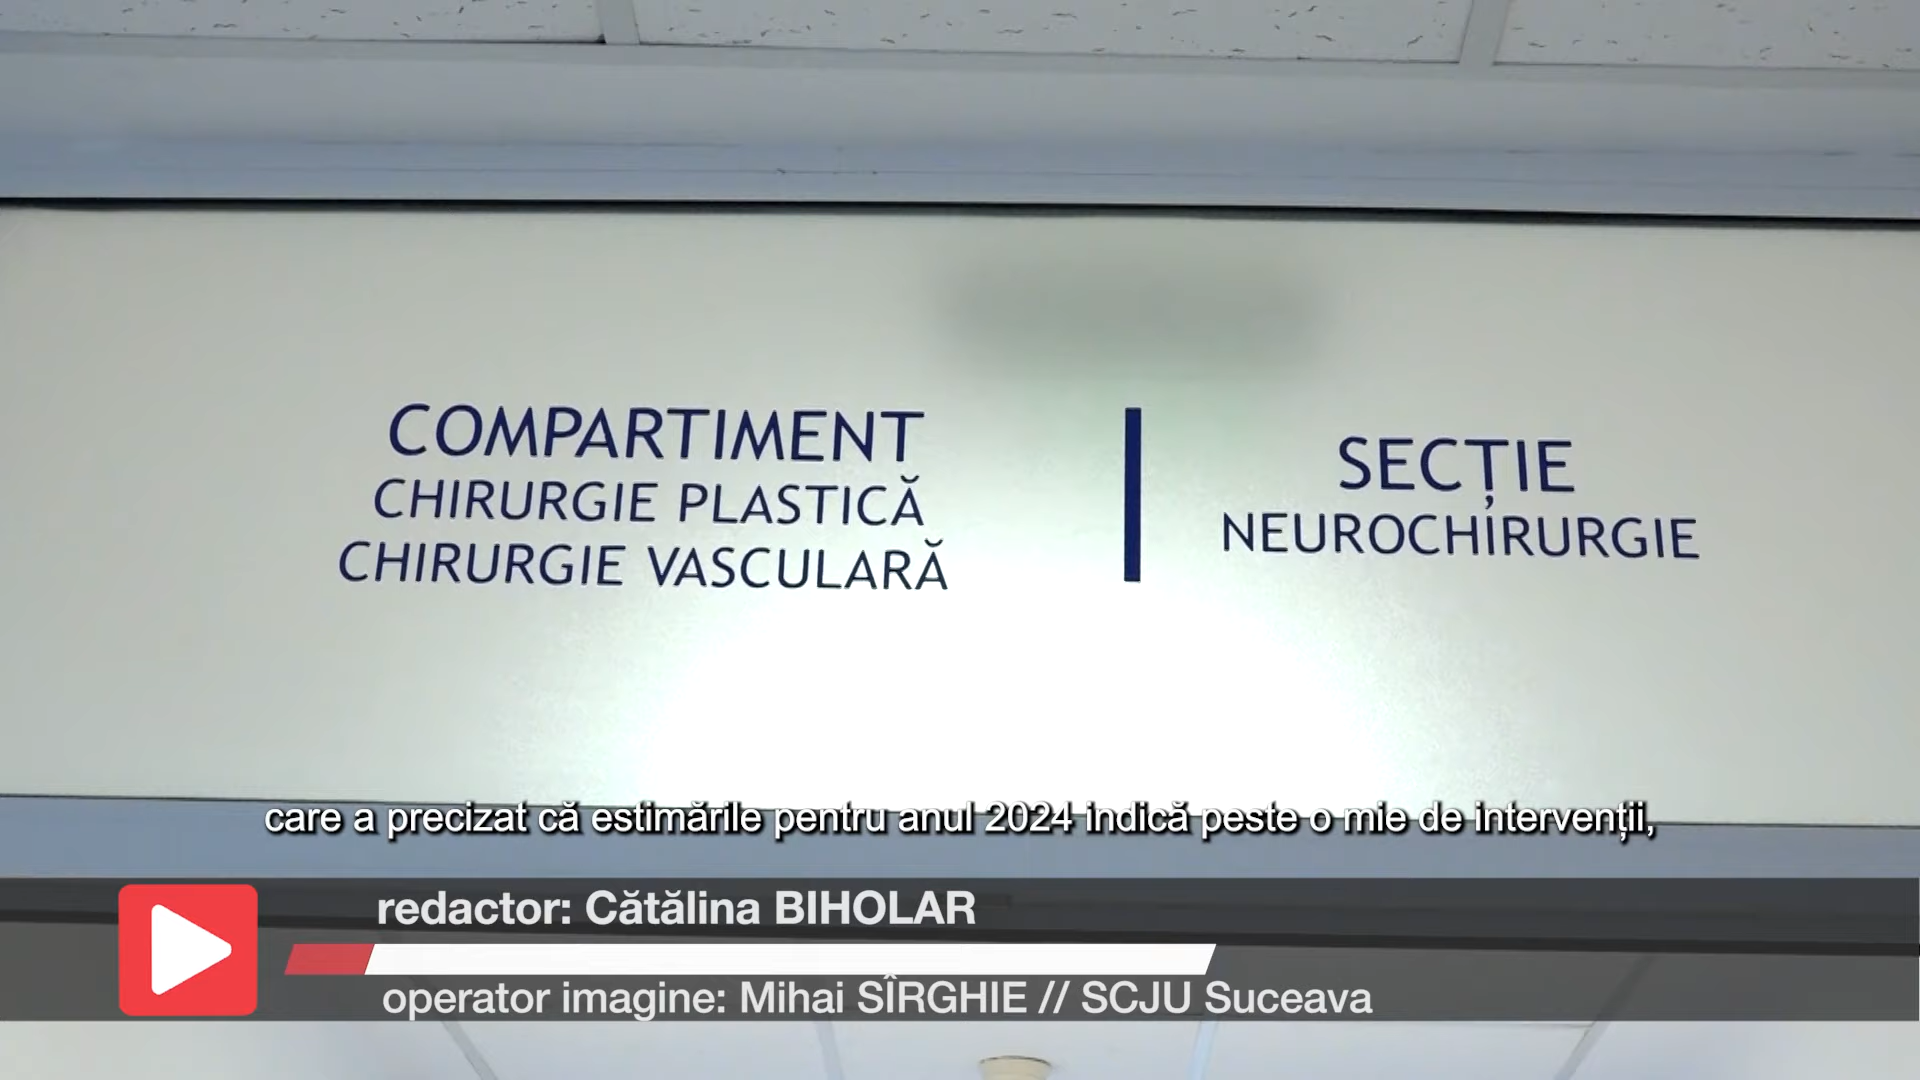 COMPARTIMENT
CHIRURGIE PLASTICĂ
CHIRURGIE VASCULARĂ
SECȚIE
NEUROCHIRURGIE
care a precizat că estimările pentru anul 2024 indică peste o mie de intervenții,
redactor: Cătălina BIHOLAR
operator imagine: Mihai SÎRGHIE // SCJU Suceava